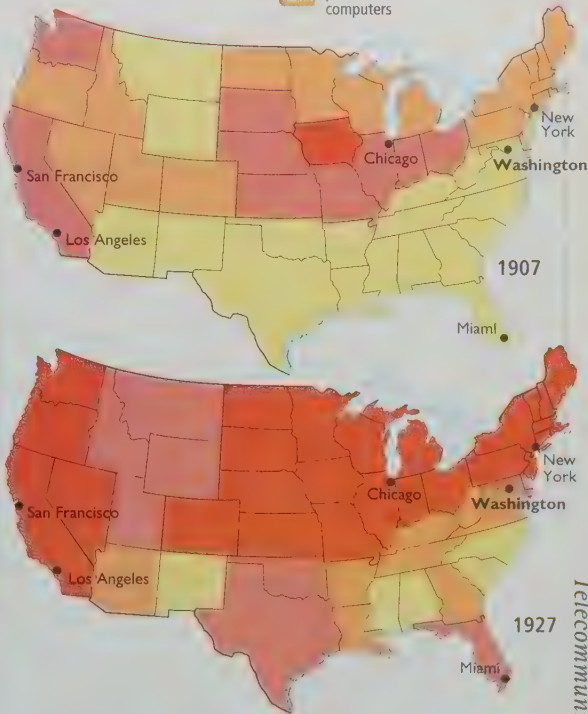 computers
New
York
Chicago
Washington
San Francisco
Los Angeles
1907
Miami
New
York
Chicago
Washington
San Francisco
Los Angeles
1927
Miami
Telecommun